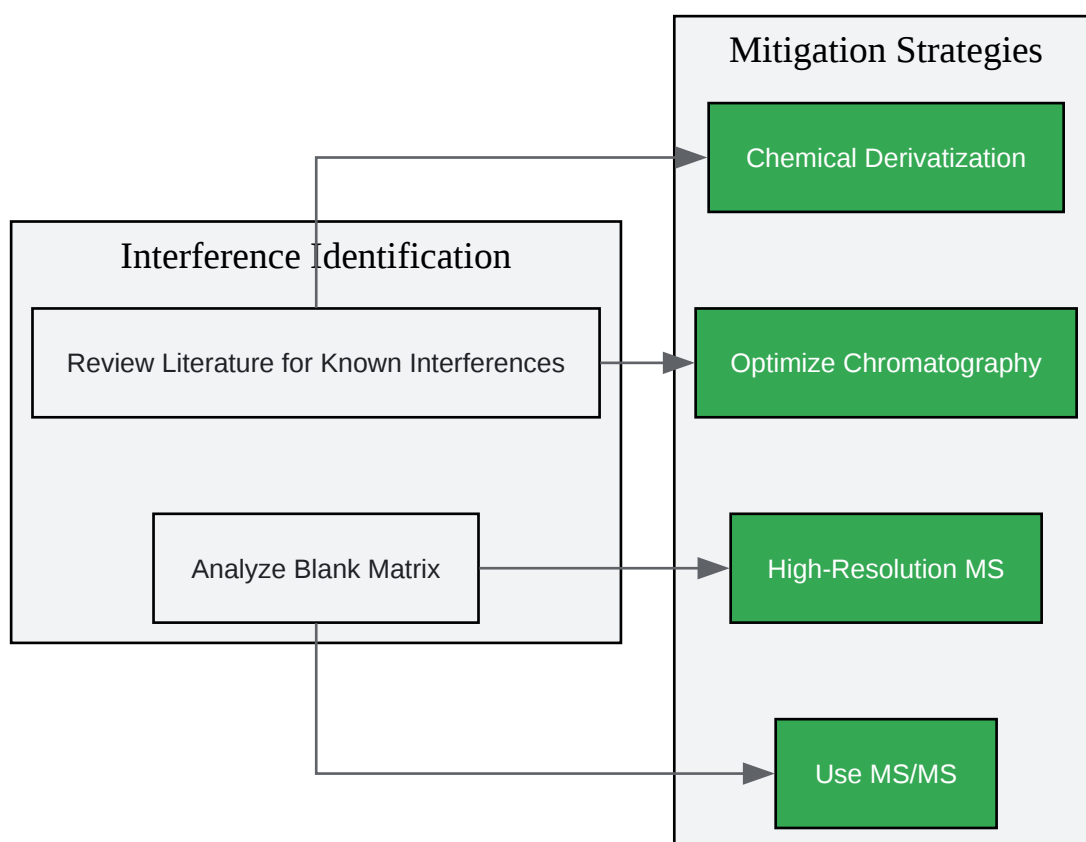 Mitigation Strategies
Chemical Derivatization
Interference Identification
Review Literature for Known Interferences
Optimize Chromatography
Analyze Blank Matrix
High-Resolution MS
Use MS/MS